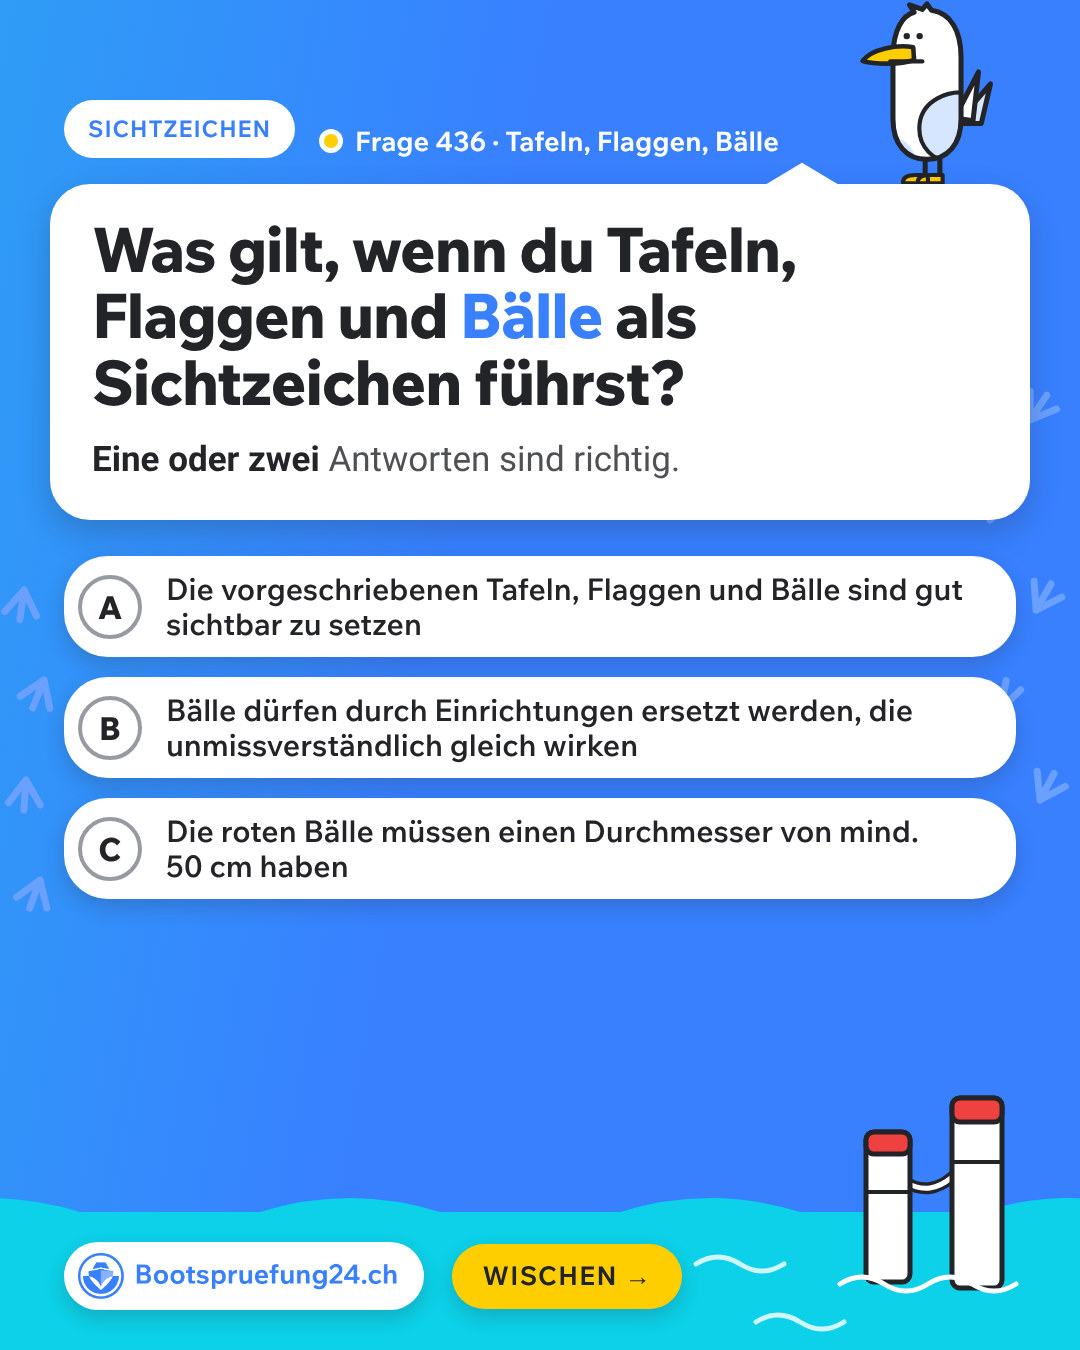 SICHTZEICHEN
Frage 436 · Tafeln, Flaggen, Bälle
Was gilt, wenn du Tafeln,
Flaggen und Bälle als
Sichtzeichen führst?
Eine oder zwei Antworten sind richtig.
A Die vorgeschriebenen Tafeln, Flaggen und Bälle sind gut
sichtbar zu setzen
B Bälle dürfen durch Einrichtungen ersetzt werden, die
unmissverständlich gleich wirken
C Die roten Bälle müssen einen Durchmesser von mind.
50 cm haben
Bootspruefung24.ch
WISCHEN →